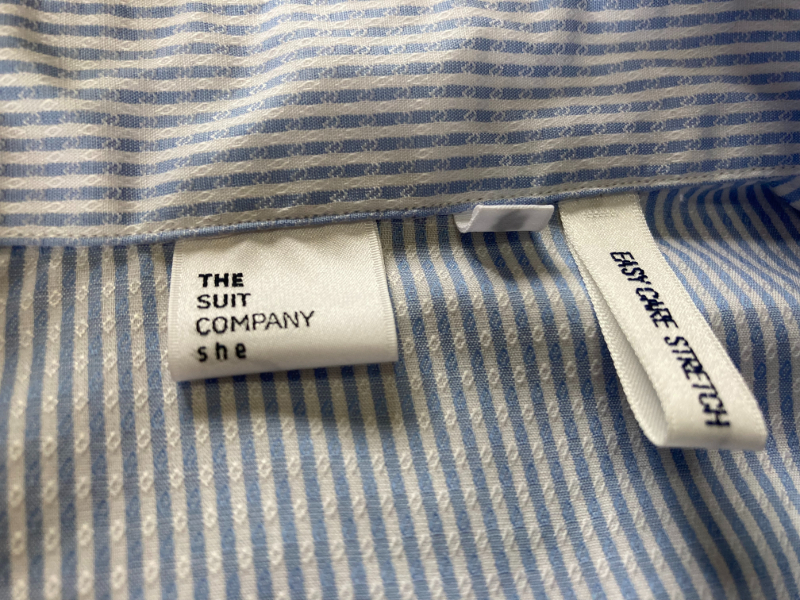 THE
SUIT
COMPANY
she
EASY CARE STRETCH